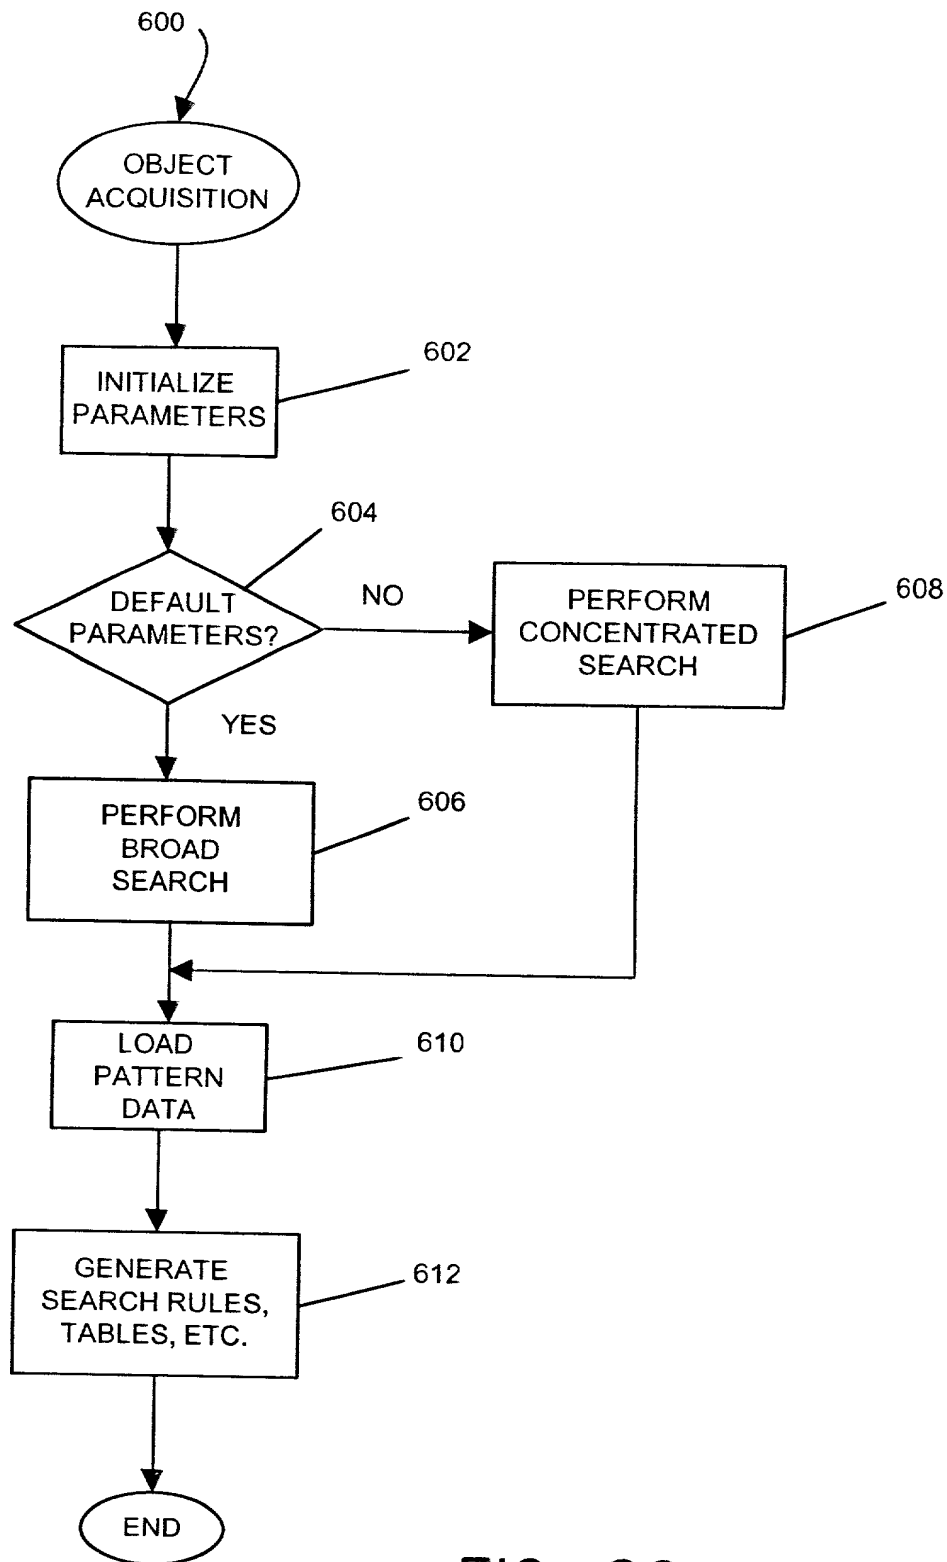 600
OBJECT
ACQUISITION
602
INITIALIZE
PARAMETERS
604
DEFAULT
PARAMETERS?
NO
608
PERFORM
CONCENTRATED
SEARCH
YES
606
PERFORM
BROAD
SEARCH
610
LOAD
PATTERN
DATA
612
GENERATE
SEARCH RULES,
TABLES, ETC.
END